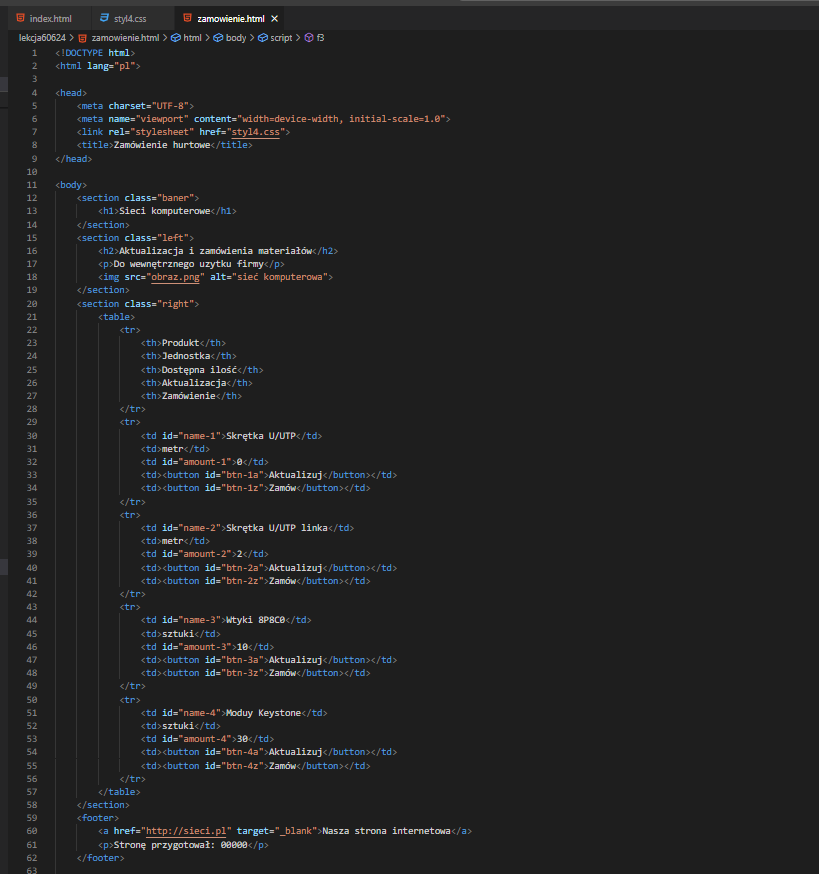 index.html styl4.css zamowienie.html ×
lekcja60624 > zamowienie.html > html > body > script > f3
1 <!DOCTYPE html>
2 <html lang="pl">
3
4 <head>
5     <meta charset="UTF-8">
6     <meta name="viewport" content="width=device-width, initial-scale=1.0">
7     <link rel="stylesheet" href="styl4.css">
8     <title>Zamówienie hurtowe</title>
9 </head>
10
11 <body>
12     <section class="baner">
13         <h1>Sieci komputerowe</h1>
14     </section>
15     <section class="left">
16         <h2>Aktualizacja i zamówienia materiałów</h2>
17         <p>Do wewnętrznego uzytku firmy</p>
18         <img src="obraz.png" alt="sieć komputerowa">
19     </section>
20     <section class="right">
21         <table>
22             <tr>
23                 <th>Produkt</th>
24                 <th>Jednostka</th>
25                 <th>Dostępna ilość</th>
26                 <th>Aktualizacja</th>
27                 <th>Zamówienie</th>
28             </tr>
29             <tr>
30                 <td id="name-1">Skrętka U/UTP</td>
31                 <td>metr</td>
32                 <td id="amount-1">0</td>
33                 <td><button id="btn-1a">Aktualizuj</button></td>
34                 <td><button id="btn-1z">Zamów</button></td>
35             </tr>
36             <tr>
37                 <td id="name-2">Skrętka U/UTP linka</td>
38                 <td>metr</td>
39                 <td id="amount-2">2</td>
40                 <td><button id="btn-2a">Aktualizuj</button></td>
41                 <td><button id="btn-2z">Zamów</button></td>
42             </tr>
43             <tr>
44                 <td id="name-3">Wtyki 8P8C0</td>
45                 <td>sztuki</td>
46                 <td id="amount-3">10</td>
47                 <td><button id="btn-3a">Aktualizuj</button></td>
48                 <td><button id="btn-3z">Zamów</button></td>
49             </tr>
50             <tr>
51                 <td id="name-4">Moduy Keystone</td>
52                 <td>sztuki</td>
53                 <td id="amount-4">30</td>
54                 <td><button id="btn-4a">Aktualizuj</button></td>
55                 <td><button id="btn-4z">Zamów</button></td>
56             </tr>
57         </table>
58     </section>
59     <footer>
60         <a href="http://sieci.pl" target="_blank">Nasza strona internetowa</a>
61         <p>Stronę przygotował: 00000</p>
62     </footer>
63